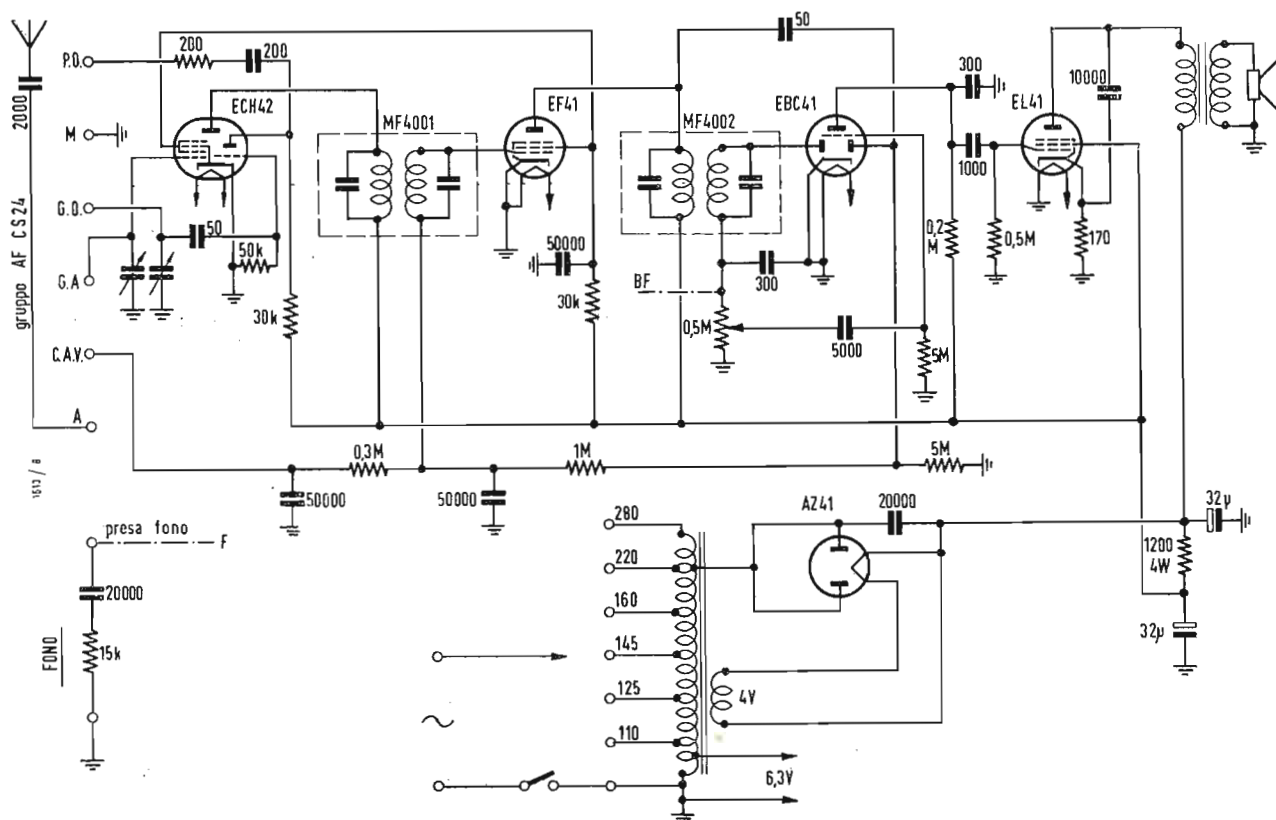 50
200
200
P.O.
300
10000
2000
ECH42
EF41
EBC41
EL41
MF4001
MF4002
M
1000
gruppo AF CS24
G.O.
50
50k
50000
0,2
M
0,5M
170
G.A
300
BF
30k
30k
0,5M
5000
5M
C.A.V.
A
0,3M
1M
5M
50000
50000
280
AZ41
20000
32µ
presa fono
F
220
1200
4W
20000
160
FONO
15k
145
32µ
125
4V
110
6,3V